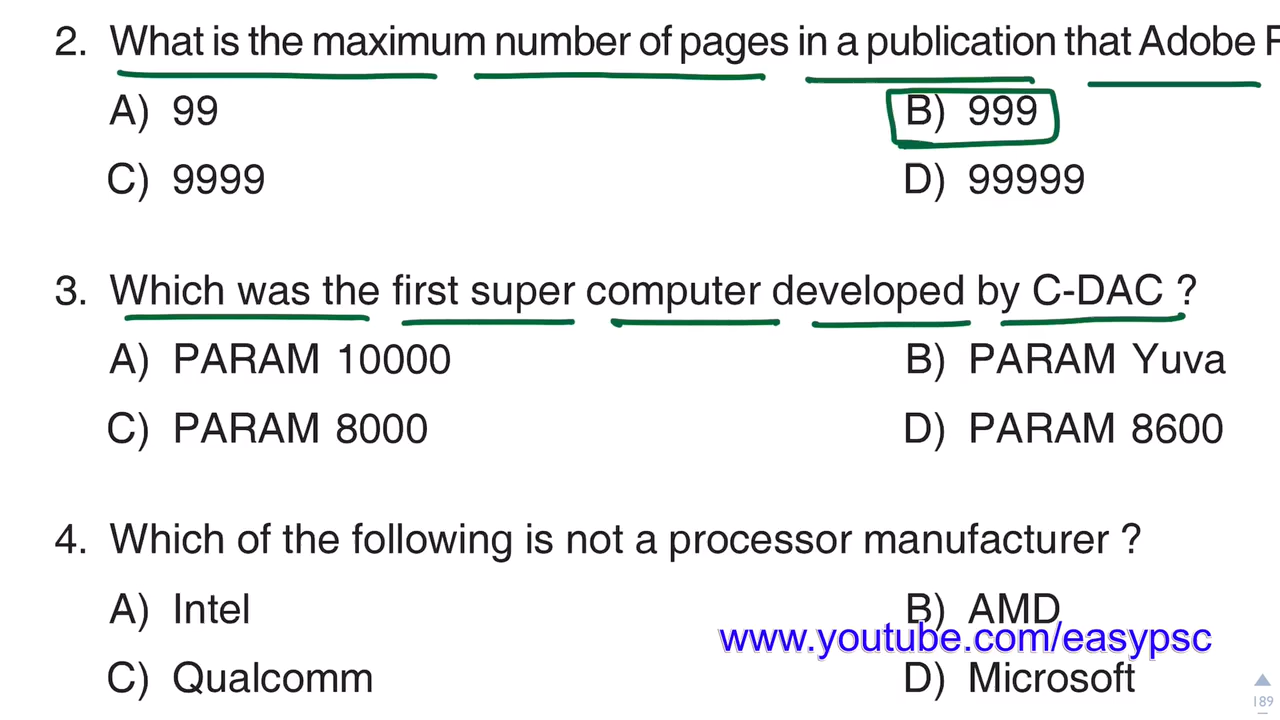 2. What is the maximum number of pages in a publication that Adobe
A) 99 B) 999
C) 9999 D) 99999
3. Which was the first super computer developed by C-DAC ?
A) PARAM 10000 B) PARAM Yuva
C) PARAM 8000 D) PARAM 8600
4. Which of the following is not a processor manufacturer ?
A) Intel B) AMD
www.youtube.com/easypsc
C) Qualcomm D) Microsoft
189